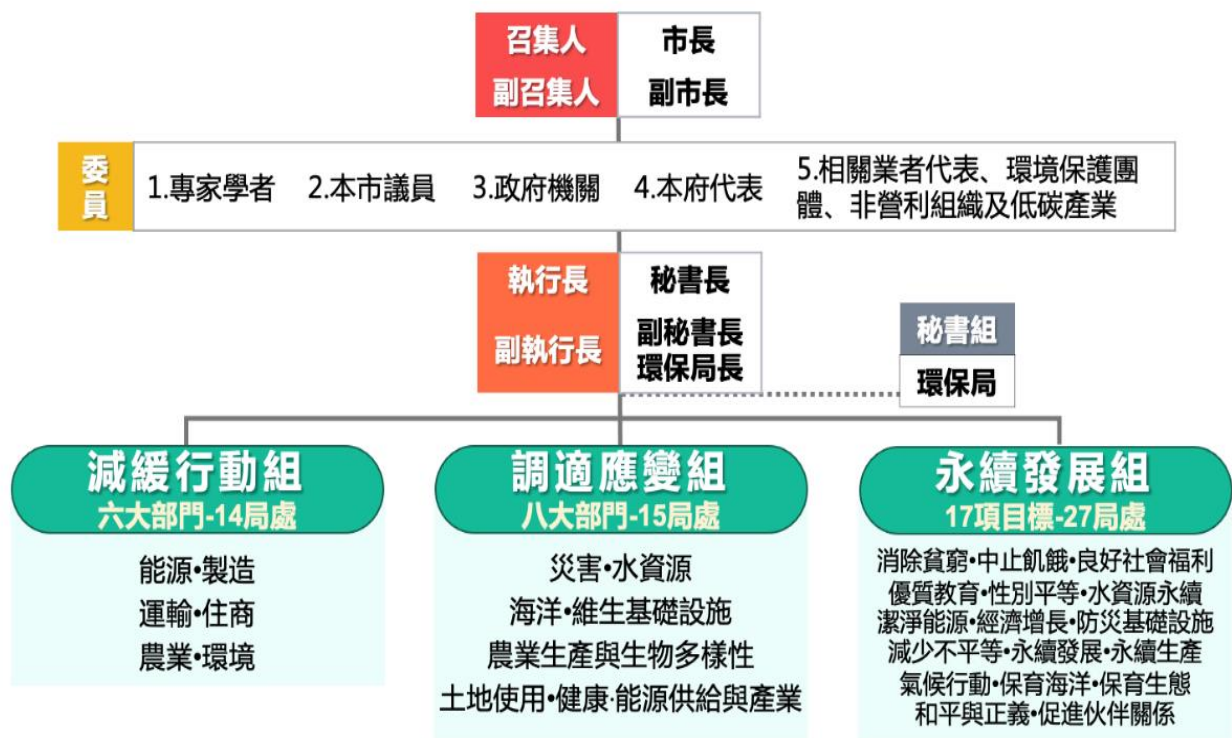 召集人 市長
副召集人 副市長
委員
1.專家學者 2.本市議員 3.政府機關 4.本府代表 5.相關業者代表、環境保護團
體、非營利組織及低碳產業
執行長 秘書長
副執行長 副秘書長
環保局長
秘書組
環保局
減緩行動組
六大部門-14局處
能源•製造
運輸•住商
農業•環境
調適應變組
八大部門-15局處
災害•水資源
海洋•維生基礎設施
農業生產與生物多樣性
土地使用•健康·能源供給與產業
永續發展組
17項目標-27局處
消除貧窮•中止飢餓•良好社會福利
優質教育•性別平等•水資源永續
潔淨能源•經濟增長•防災基礎設施
減少不平等•永續發展•永續生產
氣候行動•保育海洋•保育生態
和平與正義•促進伙伴關係